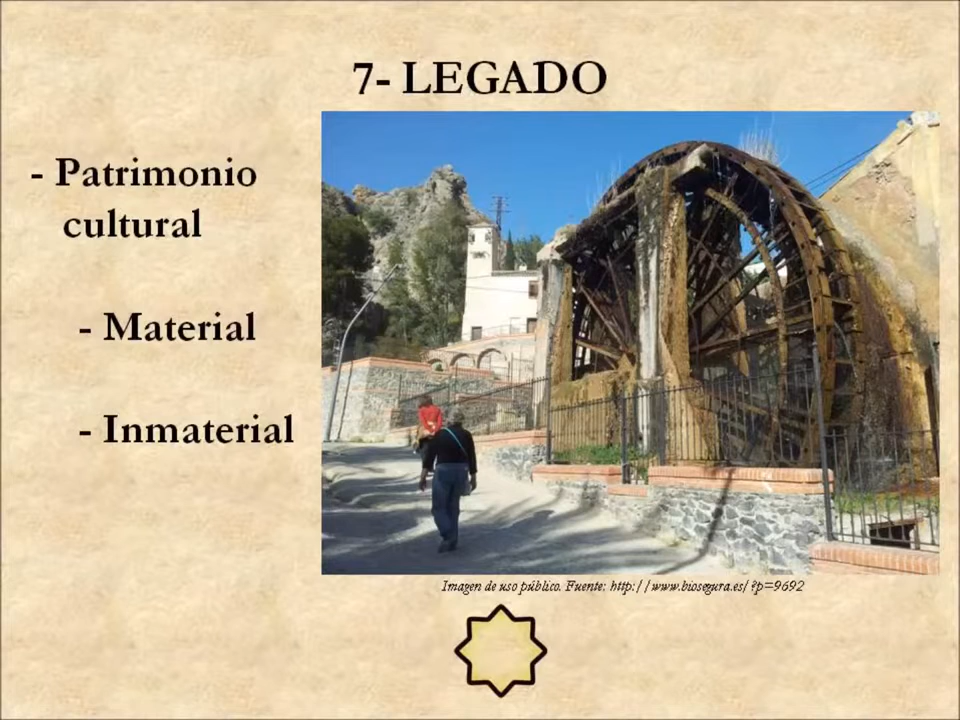 7- LEGADO
- Patrimonio
cultural
- Material
- Inmaterial
Imagen de uso público. Fuente: http://www.biosegura.es/?p=9692